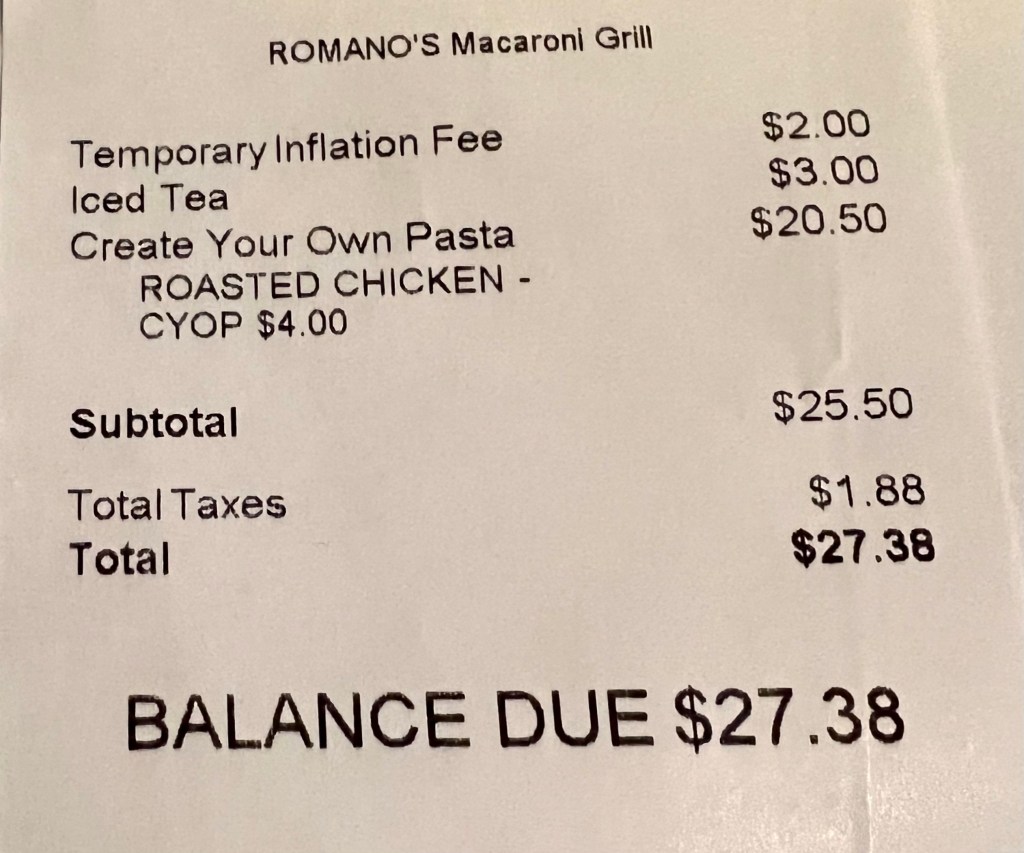 ROMANO'S Macaroni Grill
Temporary Inflation Fee $2.00
Iced Tea $3.00
Create Your Own Pasta $20.50
ROASTED CHICKEN -
CYOP $4.00
Subtotal $25.50
Total Taxes $1.88
Total $27.38
BALANCE DUE $27.38